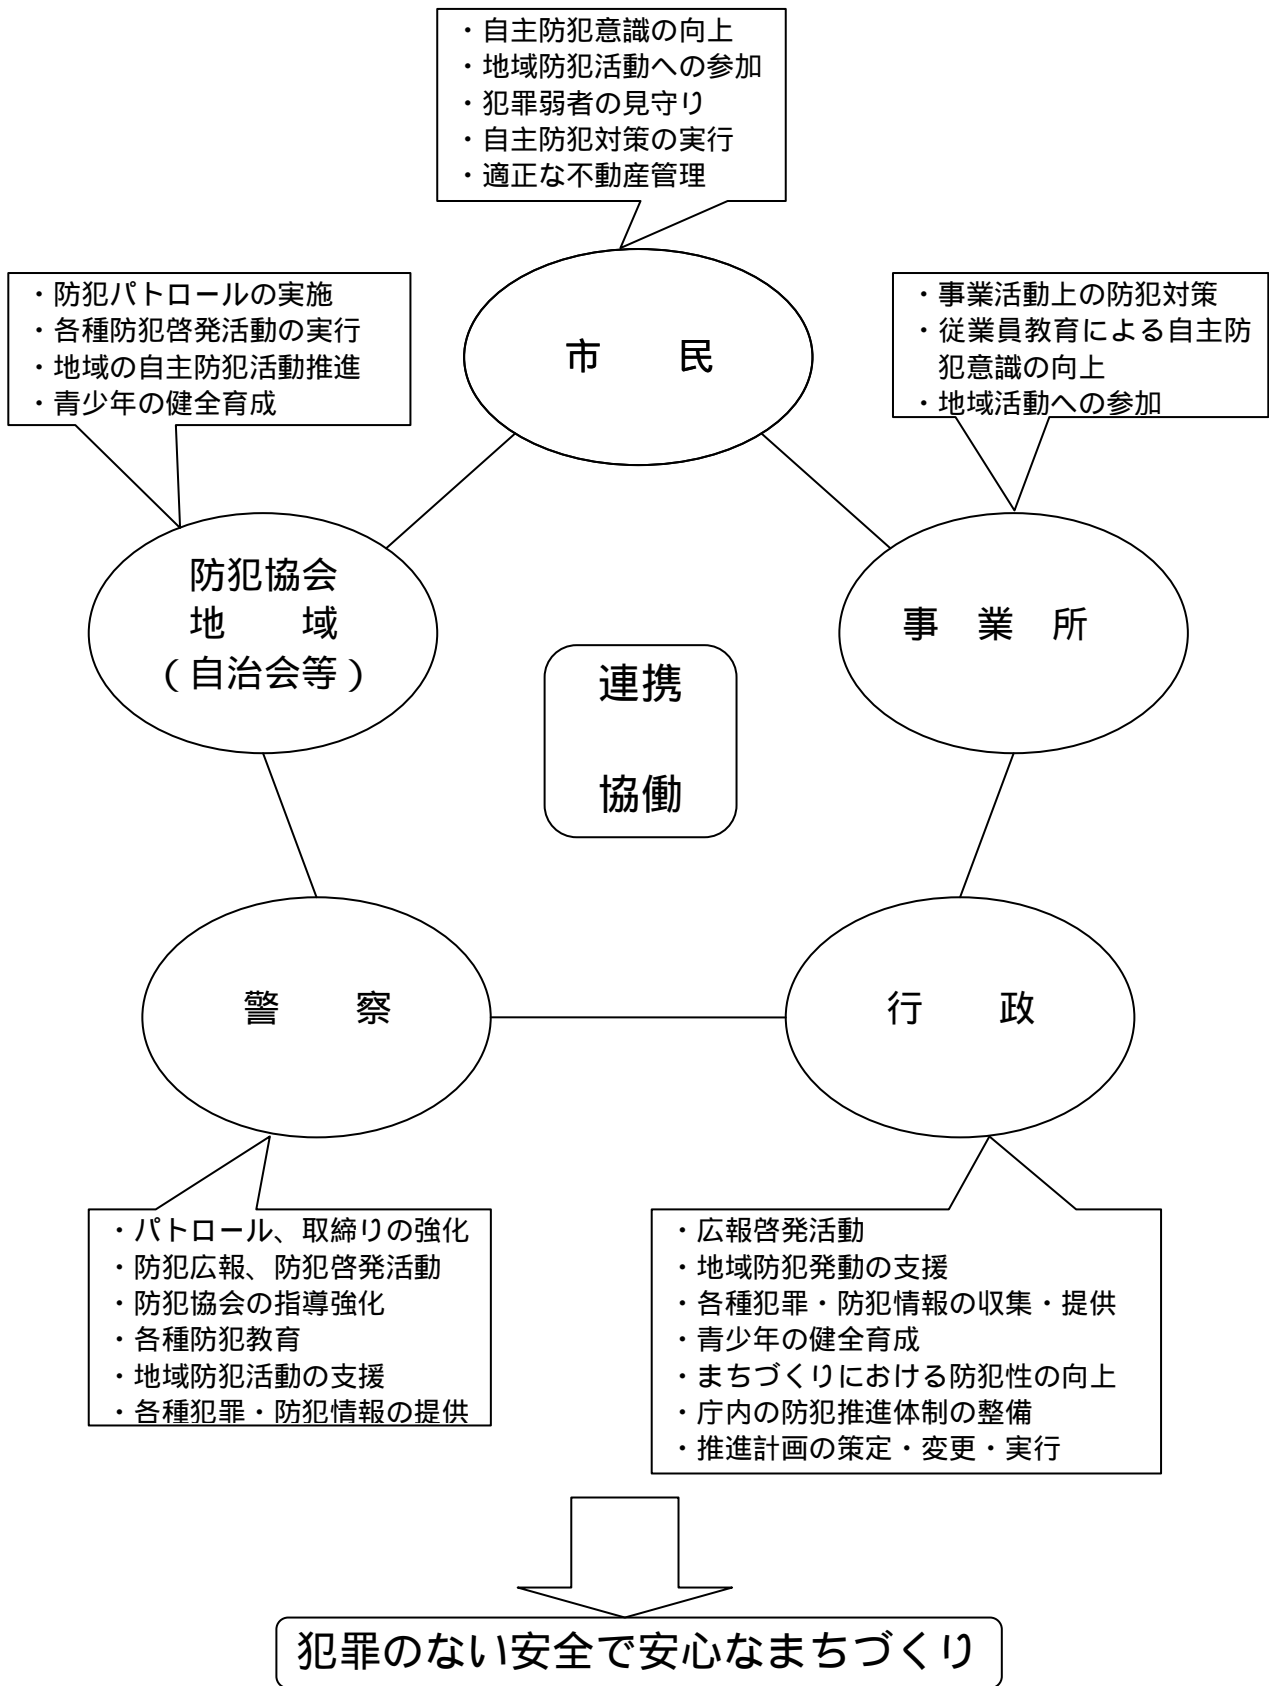 ・自主防犯意識の向上
・地域防犯活動への参加
・犯罪弱者の見守り
・自主防犯対策の実行
・適正な不動産管理
市　　民
・防犯パトロールの実施
・各種防犯啓発活動の実行
・地域の自主防犯活動推進
・青少年の健全育成
・事業活動上の防犯対策
・従業員教育による自主防
犯意識の向上
・地域活動への参加
防犯協会
地　　域
（自治会等）
事　業　所
連携
協働
警　　察
行　　政
・パトロール、取締りの強化
・防犯広報、防犯啓発活動
・防犯協会の指導強化
・各種防犯教育
・地域防犯活動の支援
・各種犯罪・防犯情報の提供
・広報啓発活動
・地域防犯発動の支援
・各種犯罪・防犯情報の収集・提供
・青少年の健全育成
・まちづくりにおける防犯性の向上
・庁内の防犯推進体制の整備
・推進計画の策定・変更・実行
犯罪のない安全で安心なまちづくり